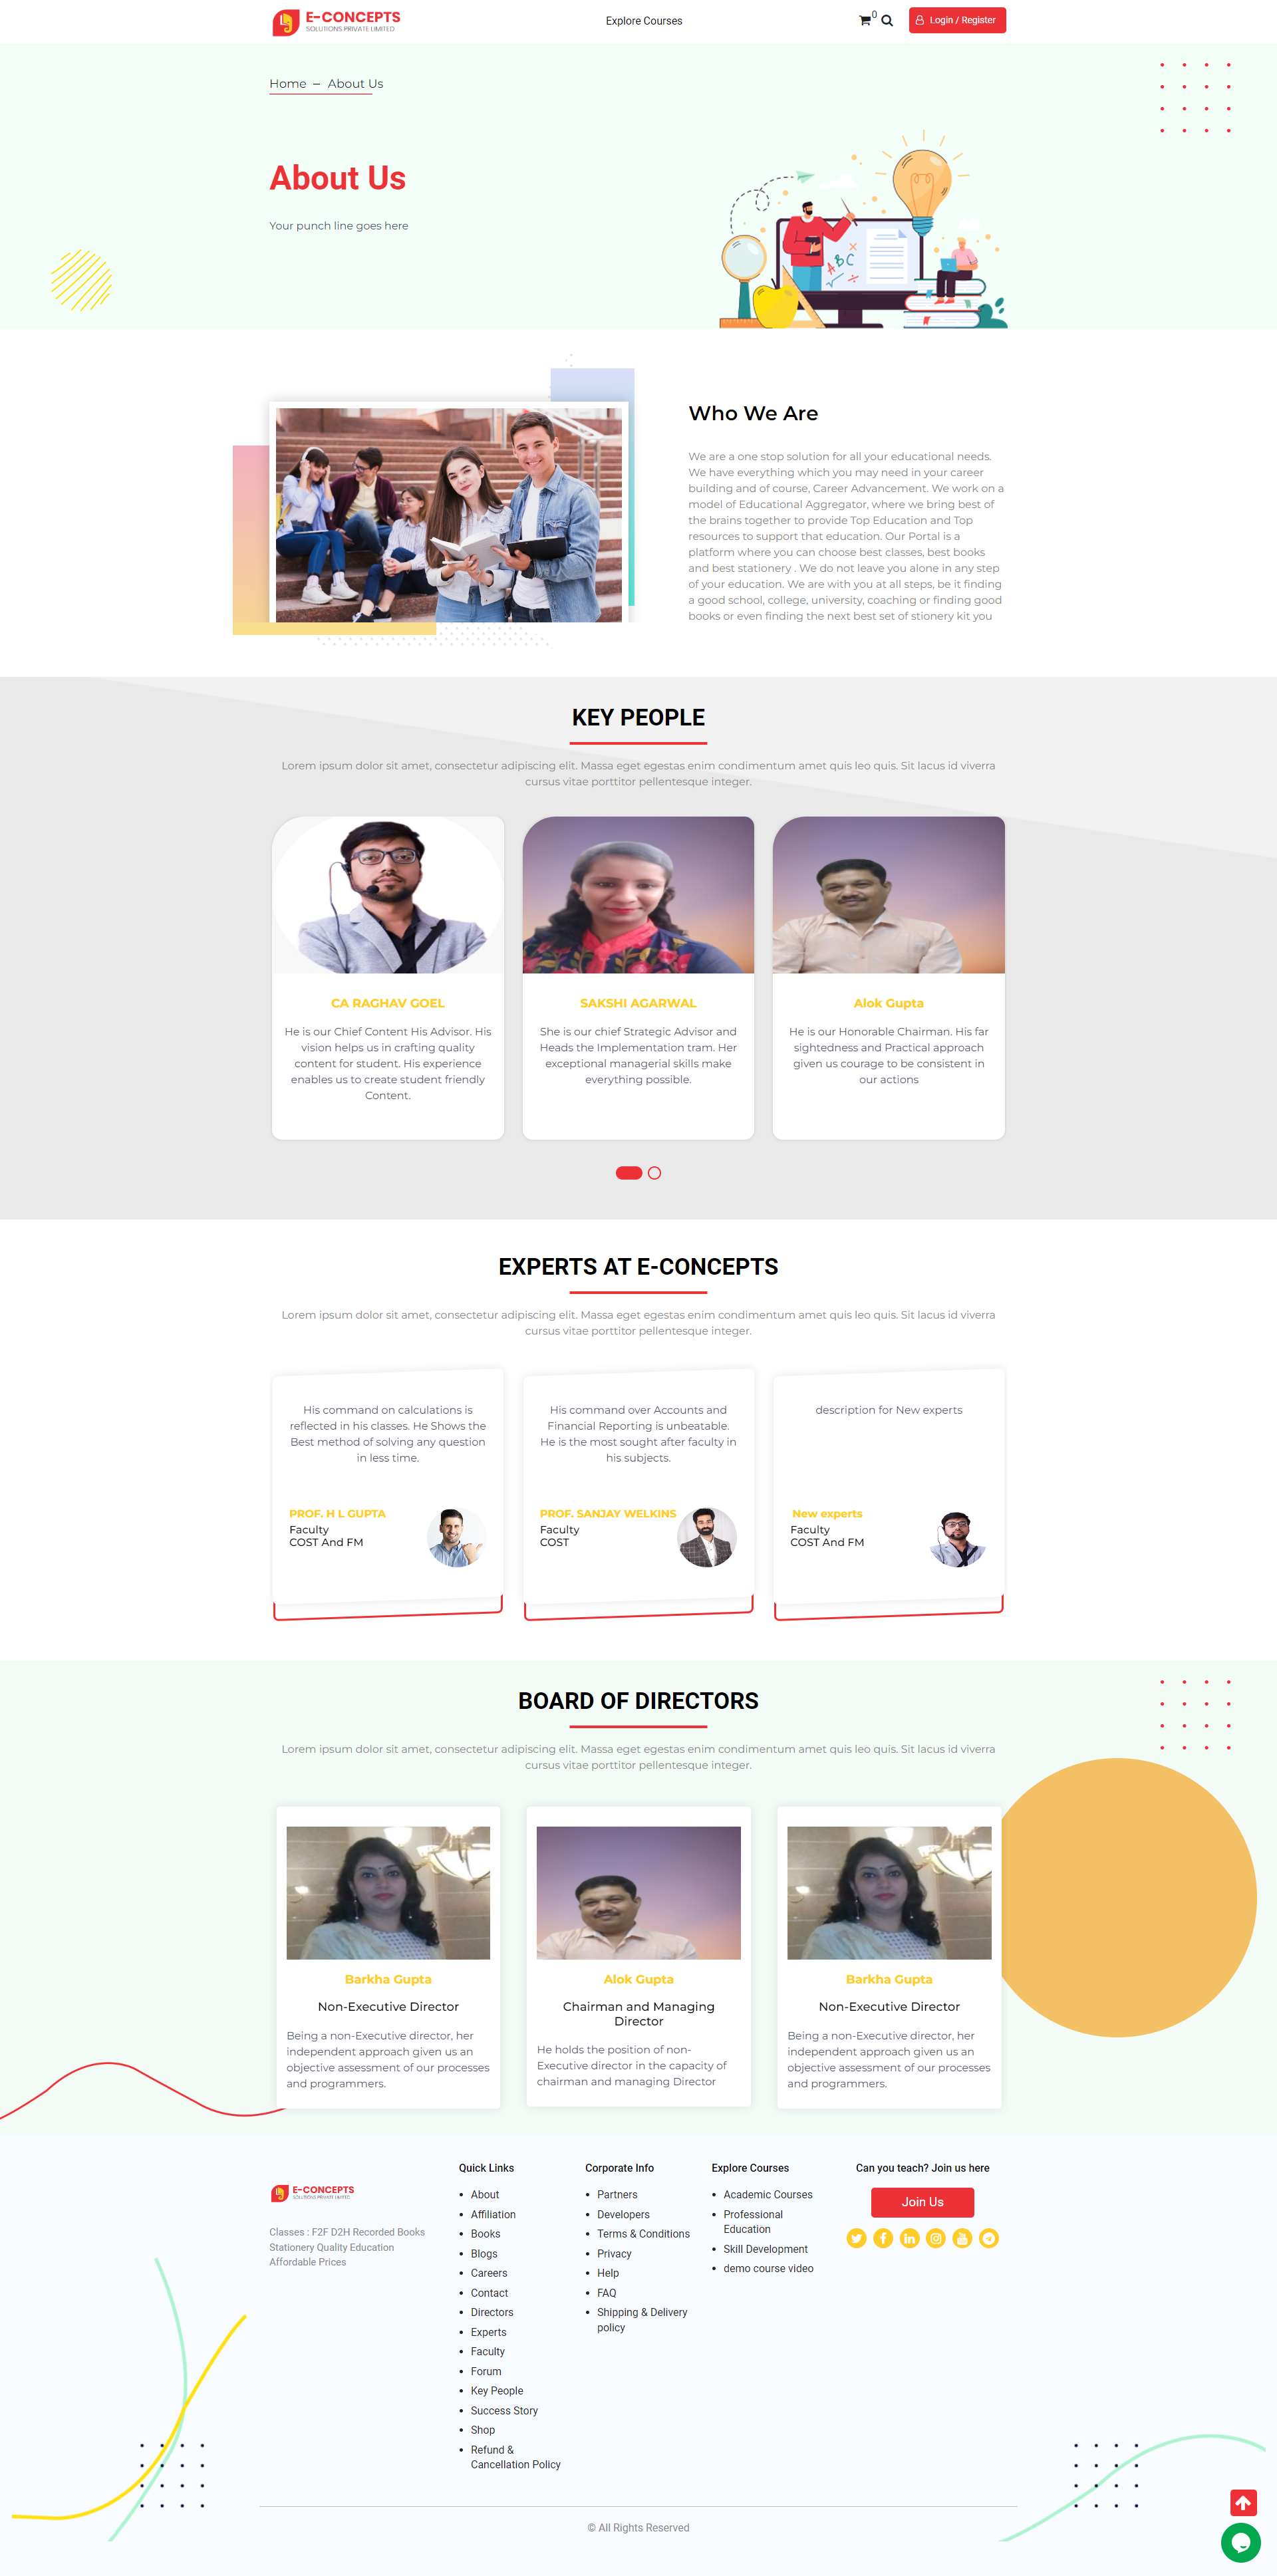 E-CONCEPTS
SOLUTIONS PRIVATE LIMITED
Explore Courses
0
Login / Register
Home – About Us
About Us
Your punch line goes here
ABC
Who We Are
We are a one stop solution for all your educational needs.
We have everything which you may need in your career
building and of course, Career Advancement. We work on a
model of Educational Aggregator, where we bring best of
the brains together to provide Top Education and Top
resources to support that education. Our Portal is a
platform where you can choose best classes, best books
and best stationery . We do not leave you alone in any step
of your education. We are with you at all steps, be it finding
a good school, college, university, coaching or finding good
books or even finding the next best set of stionery kit you
KEY PEOPLE
Lorem ipsum dolor sit amet, consectetur adipiscing elit. Massa eget egestas enim condimentum amet quis leo quis. Sit lacus id viverra
cursus vitae porttitor pellentesque integer.
CA RAGHAV GOEL
He is our Chief Content His Advisor. His
vision helps us in crafting quality
content for student. His experience
enables us to create student friendly
Content.
SAKSHI AGARWAL
She is our chief Strategic Advisor and
Heads the Implementation tram. Her
exceptional managerial skills make
everything possible.
Alok Gupta
He is our Honorable Chairman. His far
sightedness and Practical approach
given us courage to be consistent in
our actions
EXPERTS AT E-CONCEPTS
Lorem ipsum dolor sit amet, consectetur adipiscing elit. Massa eget egestas enim condimentum amet quis leo quis. Sit lacus id viverra
cursus vitae porttitor pellentesque integer.
His command on calculations is
reflected in his classes. He Shows the
Best method of solving any question
in less time.
PROF. H L GUPTA
Faculty
COST And FM
His command over Accounts and
Financial Reporting is unbeatable.
He is the most sought after faculty in
his subjects.
PROF. SANJAY WELKINS
Faculty
COST
description for New experts
New experts
Faculty
COST And FM
BOARD OF DIRECTORS
Lorem ipsum dolor sit amet, consectetur adipiscing elit. Massa eget egestas enim condimentum amet quis leo quis. Sit lacus id viverra
cursus vitae porttitor pellentesque integer.
Barkha Gupta
Non-Executive Director
Being a non-Executive director, her
independent approach given us an
objective assessment of our processes
and programmers.
Alok Gupta
Chairman and Managing
Director
He holds the position of non-
Executive director in the capacity of
chairman and managing Director
Barkha Gupta
Non-Executive Director
Being a non-Executive director, her
independent approach given us an
objective assessment of our processes
and programmers.
E-CONCEPTS
SOLUTIONS PRIVATE LIMITED
Classes : F2F D2H Recorded Books
Stationery Quality Education
Affordable Prices
Quick Links
About
Affiliation
Books
Blogs
Careers
Contact
Directors
Experts
Faculty
Forum
Key People
Success Story
Shop
Refund &
Cancellation Policy
Corporate Info
Partners
Developers
Terms & Conditions
Privacy
Help
FAQ
Shipping & Delivery
policy
Explore Courses
Academic Courses
Professional
Education
Skill Development
demo course video
Can you teach? Join us here
Join Us
© All Rights Reserved